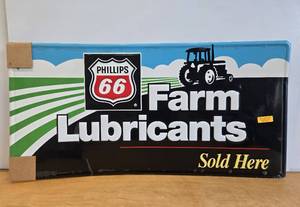 PHILLIPS
66
Farm
Lubricants
Sold Here